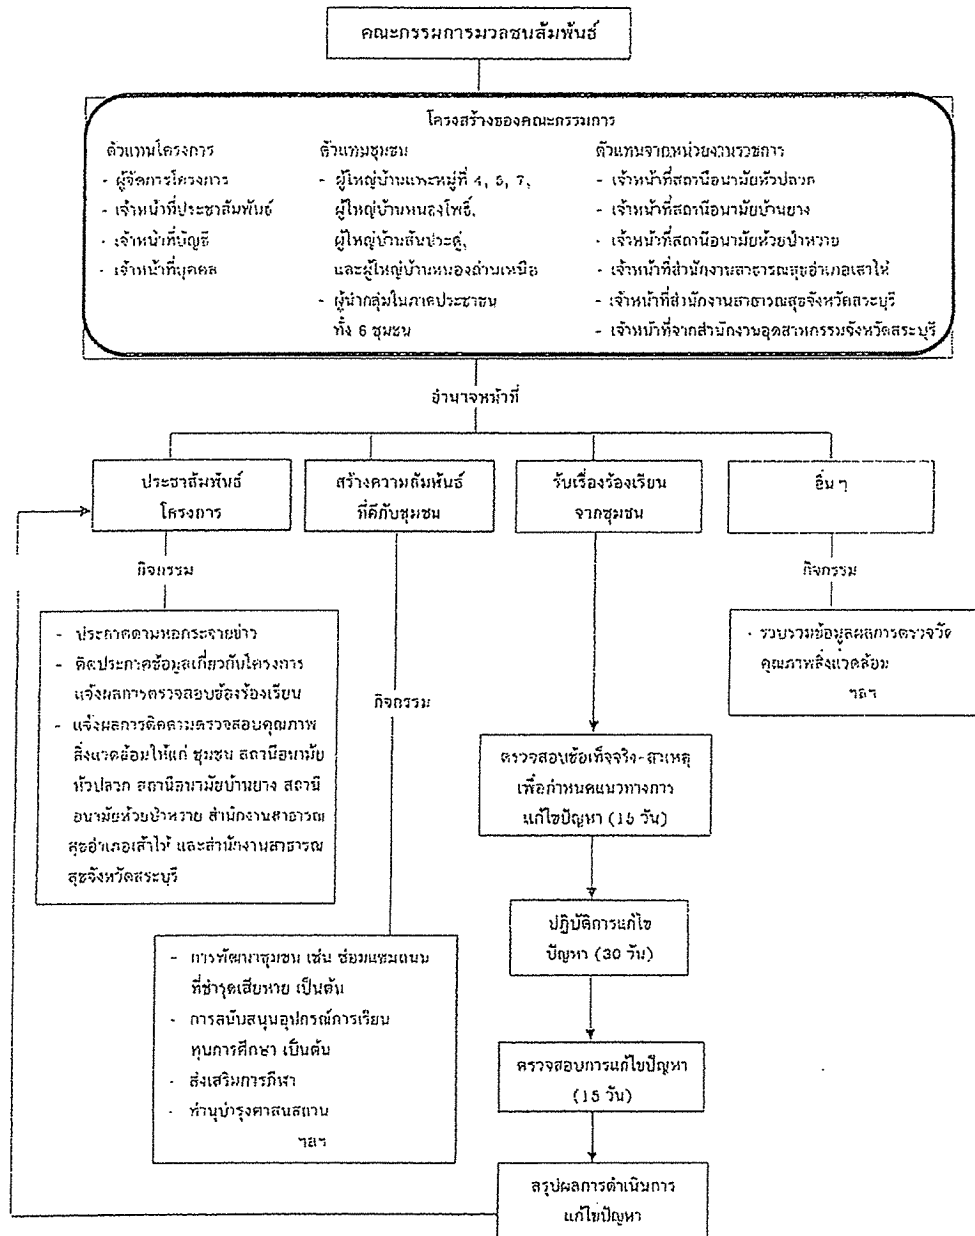 คณะกรรมการมวลชนสัมพันธ์
โครงสร้างของคณะกรรมการ
ตัวแทนโครงการ
- ผู้จัดการโครงการ
- เจ้าหน้าที่ประชาสัมพันธ์
- เจ้าหน้าที่บัญชี
- เจ้าหน้าที่บุคคล
ตัวแทนชุมชน
- ผู้ใหญ่บ้านแพะหมู่ที่ 4, 5, 7,
ผู้ใหญ่บ้านหนองโพธิ์,
ผู้ใหญ่บ้านสันประดู่,
และผู้ใหญ่บ้านหนองถ่านเหนือ
- ผู้นำกลุ่มในภาคประชาชน
ทั้ง 6 ชุมชน
ตัวแทนจากหน่วยงานราชการ
- เจ้าหน้าที่สถานีอนามัยหัวปลวก
- เจ้าหน้าที่สถานีอนามัยบ้านยาง
- เจ้าหน้าที่สถานีอนามัยห้วยป่าหวาย
- เจ้าหน้าที่สำนักงานสาธารณสุขอำเภอเสาไห้
- เจ้าหน้าที่สำนักงานสาธารณสุขจังหวัดสระบุรี
- เจ้าหน้าที่จากสำนักงานอุตสาหกรรมจังหวัดสระบุรี
อำนาจหน้าที่
ประชาสัมพันธ์
โครงการ
สร้างความสัมพันธ์
ที่ดีกับชุมชน
รับเรื่องร้องเรียน
จากชุมชน
อื่น ๆ
กิจกรรม
- ประกาศตามหอกระจายข่าว
- ติดประกาศข้อมูลเกี่ยวกับโครงการ
แจ้งผลการตรวจสอบข้อร้องเรียน
- แจ้งผลการติดตามตรวจสอบคุณภาพ
สิ่งแวดล้อมให้แก่ ชุมชน สถานีอนามัย
หัวปลวก สถานีอนามัยบ้านยาง สถานี
อนามัยห้วยป่าหวาย สำนักงานสาธารณ
สุขอำเภอเสาไห้ และสำนักงานสาธารณ
สุขจังหวัดสระบุรี
กิจกรรม
- การพัฒนาชุมชน เช่น ซ่อมแซมถนน
ที่ชำรุดเสียหาย เป็นต้น
- การสนับสนุนอุปกรณ์การเรียน
ทุนการศึกษา เป็นต้น
- ส่งเสริมการกีฬา
- ทำนุบำรุงศาสนสถาน
ฯลฯ
กิจกรรม
- รวบรวมข้อมูลผลการตรวจวัด
คุณภาพสิ่งแวดล้อม
ฯลฯ
ตรวจสอบข้อเท็จจริง-สาเหตุ
เพื่อกำหนดแนวทางการ
แก้ไขปัญหา (15 วัน)
ปฏิบัติการแก้ไข
ปัญหา (30 วัน)
ตรวจสอบการแก้ไขปัญหา
(15 วัน)
สรุปผลการดำเนินการ
แก้ไขปัญหา